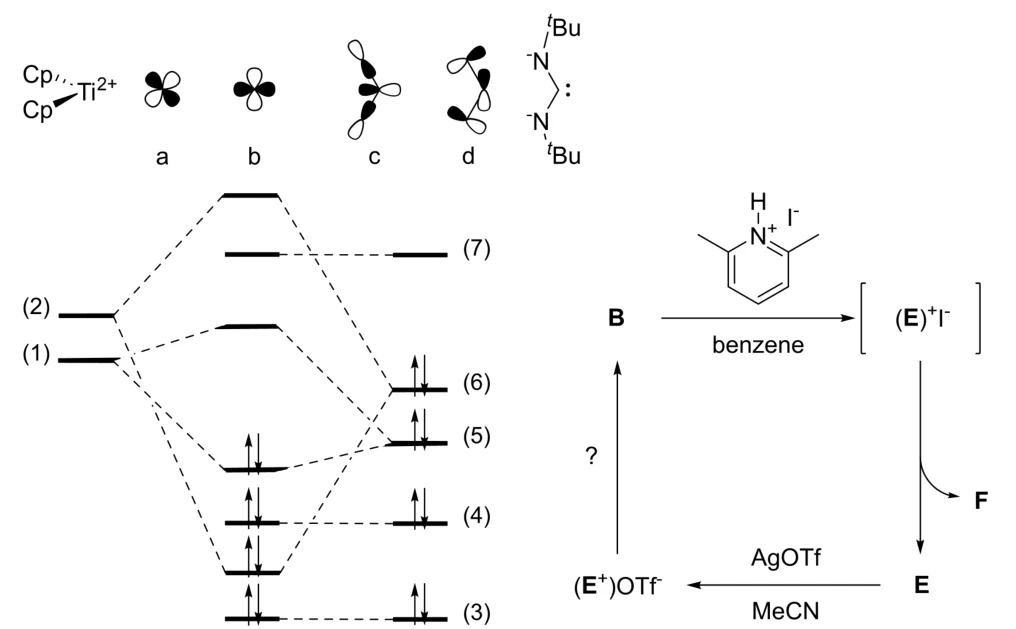 tBu
Cp
-N
Ti2+
:
Cp
-N
a
b
c
d
tBu
H
N+
I-
(7)
(2)
B
(E)+I-
benzene
(1)
(6)
(5)
?
F
(4)
AgOTf
(E+)OTf-
E
MeCN
(3)